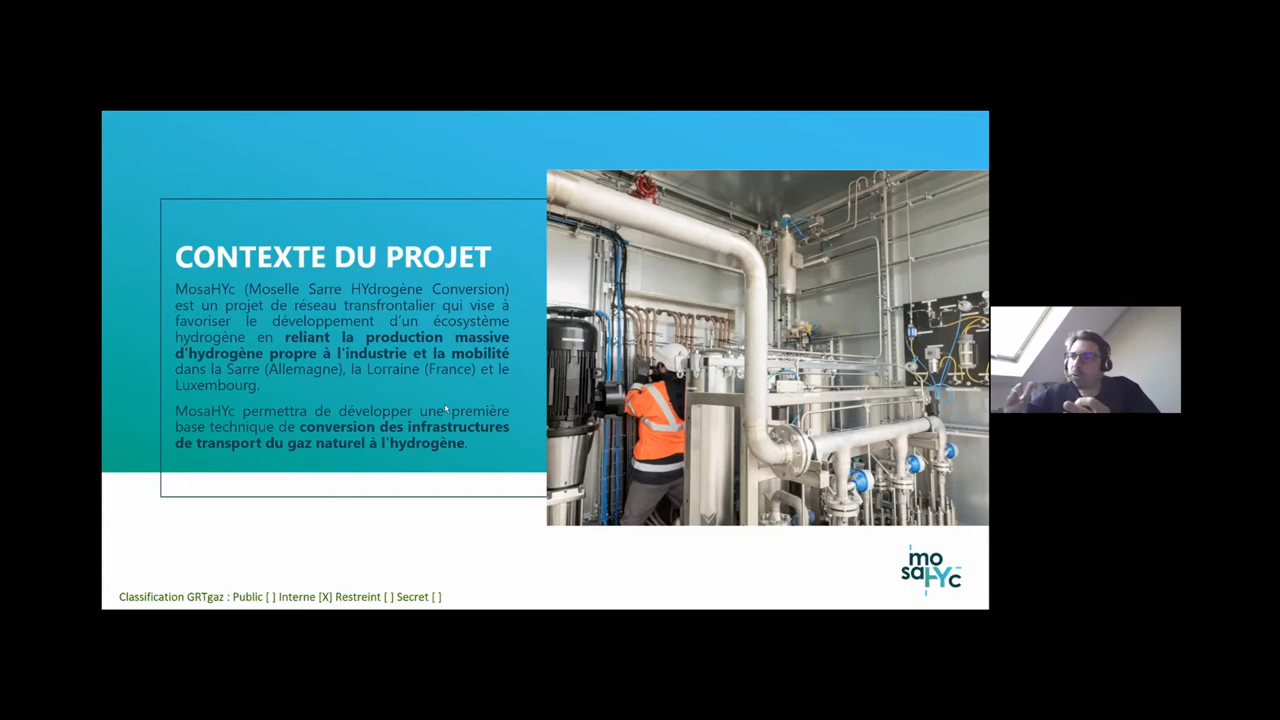 CONTEXTE DU PROJET
MosaHYc (Moselle Sarre HYdrogène Conversion)
est un projet de réseau transfrontalier qui vise à
favoriser le développement d'un écosystème
hydrogène en reliant la production massive
d'hydrogène propre à l'industrie et la mobilité
dans la Sarre (Allemagne), la Lorraine (France) et le
Luxembourg.
MosaHYc permettra de développer une première
base technique de conversion des infrastructures
de transport du gaz naturel à l'hydrogène.
mo
saHYc
Classification GRTgaz : Public [ ] Interne [X] Restreint [ ] Secret [ ]